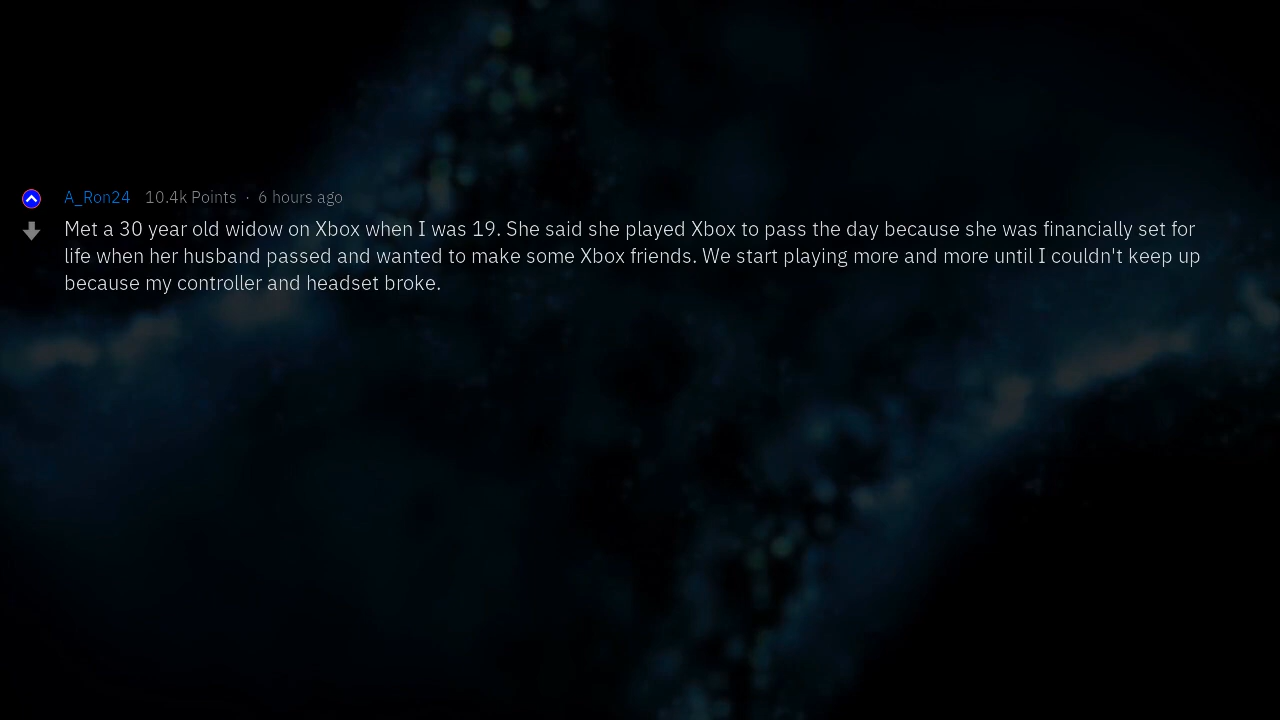 A_Ron24 10.4k Points · 6 hours ago
Met a 30 year old widow on Xbox when I was 19. She said she played Xbox to pass the day because she was financially set for
life when her husband passed and wanted to make some Xbox friends. We start playing more and more until I couldn't keep up
because my controller and headset broke.